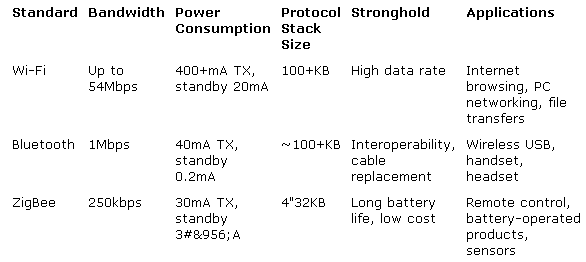 Standard Bandwidth Power Consumption Protocol Stack Size Stronghold Applications
Wi-Fi Up to 54Mbps 400+mA TX, standby 20mA 100+KB High data rate Internet browsing, PC networking, file transfers
Bluetooth 1Mbps 40mA TX, standby 0.2mA ~100+KB Interoperability, cable replacement Wireless USB, handset, headset
ZigBee 250kbps 30mA TX, standby 3#&956;A 4"32KB Long battery life, low cost Remote control, battery-operated products, sensors